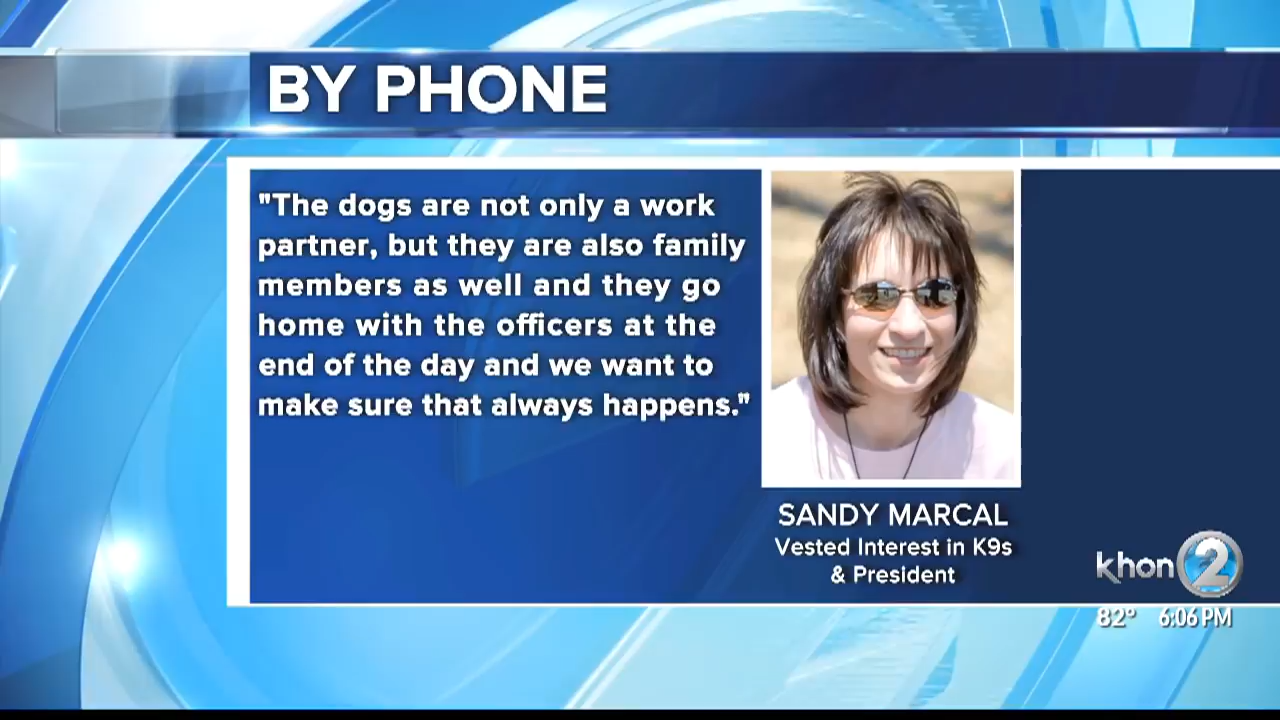 BY PHONE
"The dogs are not only a work
partner, but they are also family
members as well and they go
home with the officers at the
end of the day and we want to
make sure that always happens."
SANDY MARCAL
Vested Interest in K9s
& President
khon 2
82° 6:06 PM